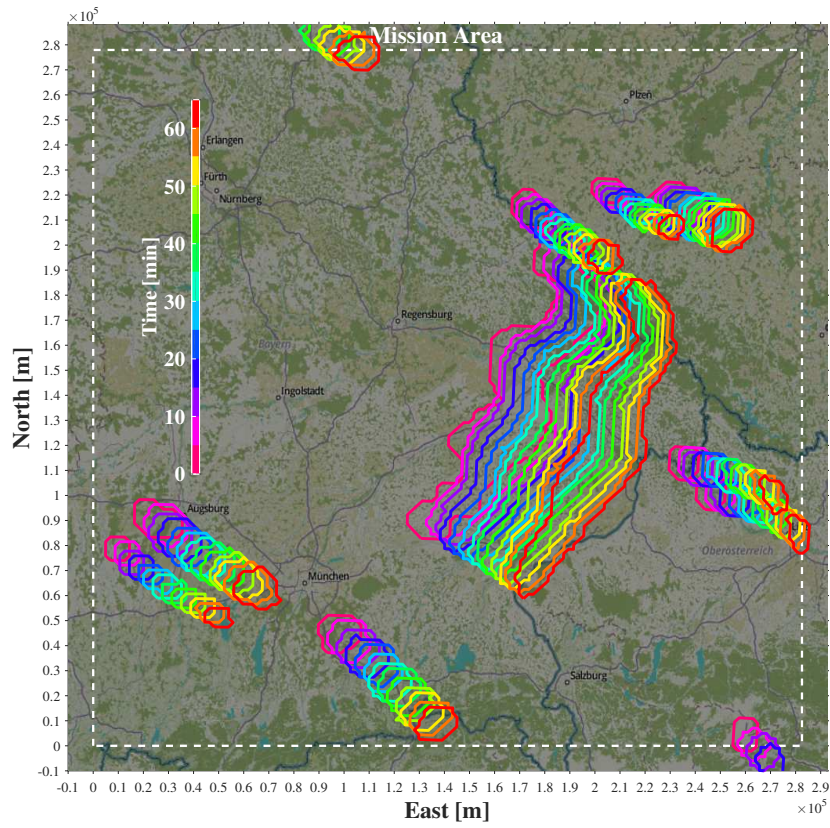 ×10⁵
Mission Area
2.8
2.7
2.6
2.5
2.4
2.3
2.2
2.1
2
1.9
1.8
1.7
1.6
1.5
1.4
1.3
1.2
1.1
1
0.9
0.8
0.7
0.6
0.5
0.4
0.3
0.2
0.1
0
-0.1
North [m]
Plzeň
60
50
40
30
20
10
0
Time [min]
Erlangen
Fürth
Nürnberg
Regensburg
Bayern
Ingolstadt
Augsburg
München
Oberösterreich
Salzburg
-0.1 0 0.1 0.2 0.3 0.4 0.5 0.6 0.7 0.8 0.9 1 1.1 1.2 1.3 1.4 1.5 1.6 1.7 1.8 1.9 2 2.1 2.2 2.3 2.4 2.5 2.6 2.7 2.8 2.9
East [m]
×10⁵